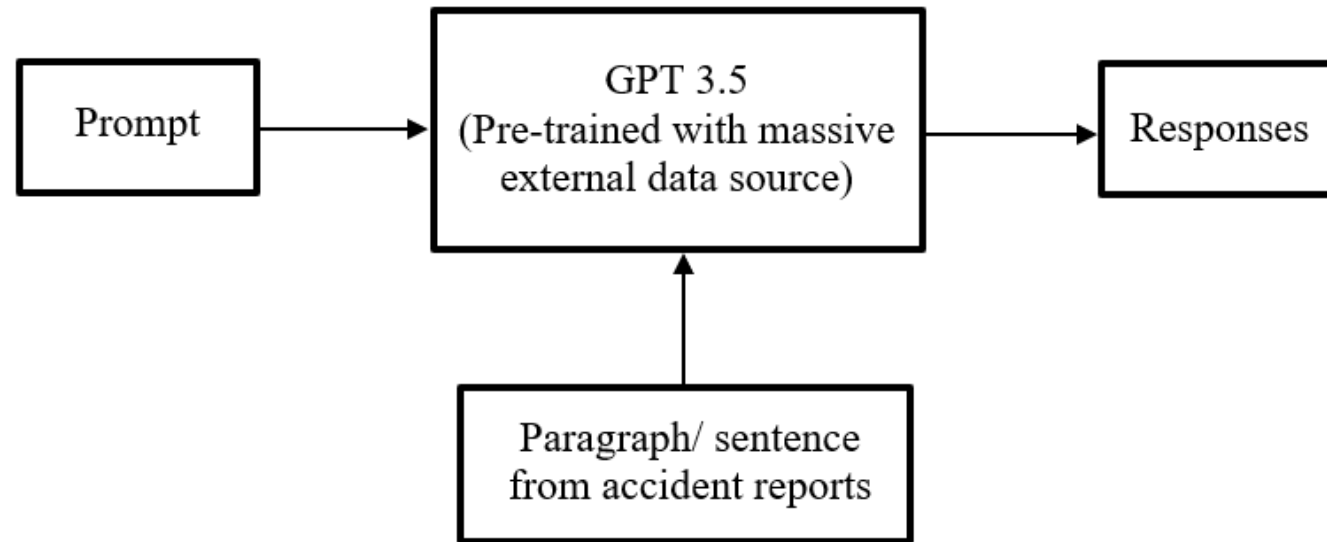 Prompt
GPT 3.5
(Pre-trained with massive
external data source)
Responses
Paragraph/ sentence
from accident reports